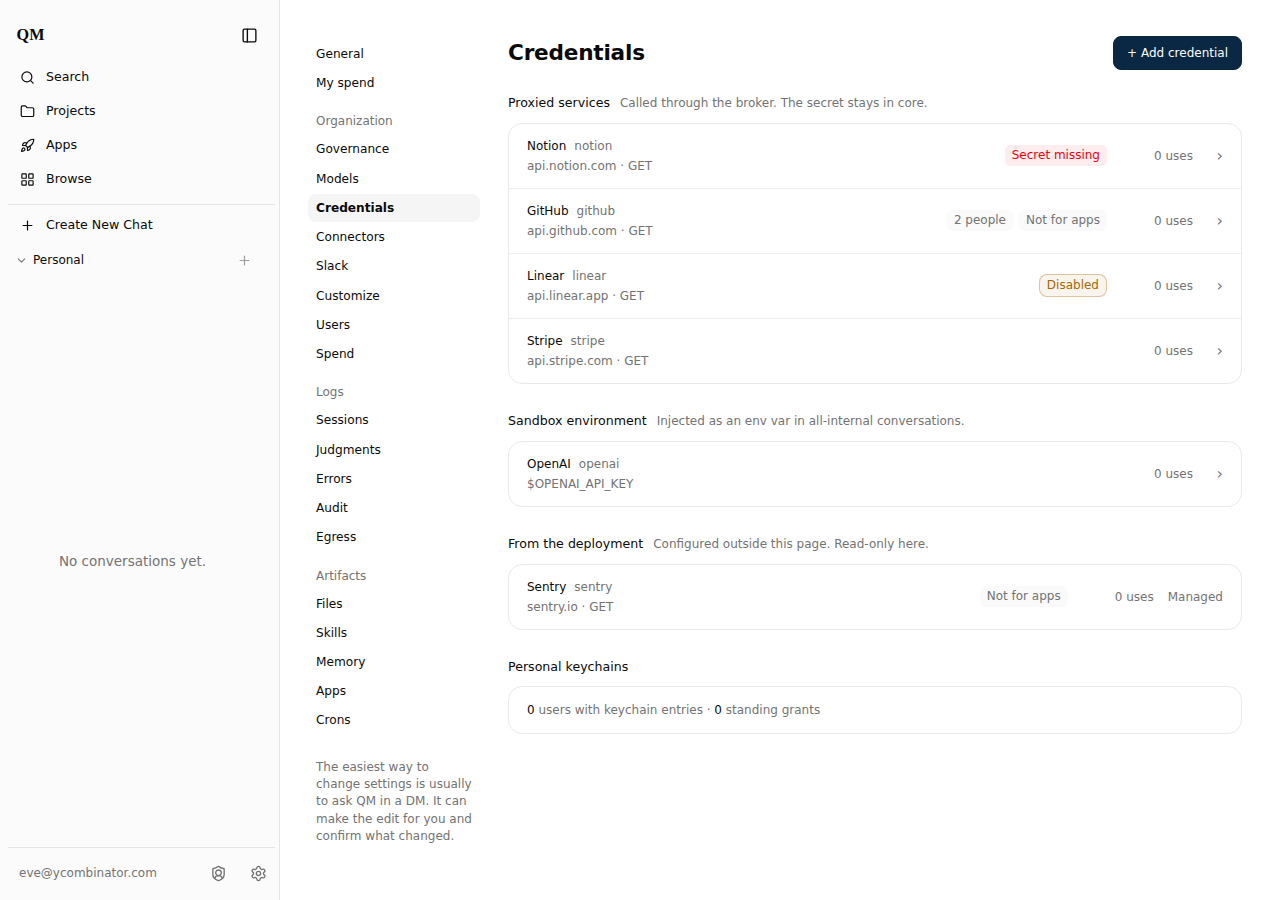 QM
Search
Projects
Apps
Browse
Create New Chat
Personal
No conversations yet.
eve@ycombinator.com
General
My spend
Organization
Governance
Models
Credentials
Connectors
Slack
Customize
Users
Spend
Logs
Sessions
Judgments
Errors
Audit
Egress
Artifacts
Files
Skills
Memory
Apps
Crons
The easiest way to
change settings is usually
to ask QM in a DM. It can
make the edit for you and
confirm what changed.
Credentials
+ Add credential
Proxied services Called through the broker. The secret stays in core.
Notion notion
api.notion.com · GET
Secret missing 0 uses
GitHub github
api.github.com · GET
2 people Not for apps 0 uses
Linear linear
api.linear.app · GET
Disabled 0 uses
Stripe stripe
api.stripe.com · GET
0 uses
Sandbox environment Injected as an env var in all-internal conversations.
OpenAI openai
$OPENAI_API_KEY
0 uses
From the deployment Configured outside this page. Read-only here.
Sentry sentry
sentry.io · GET
Not for apps 0 uses Managed
Personal keychains
0 users with keychain entries · 0 standing grants